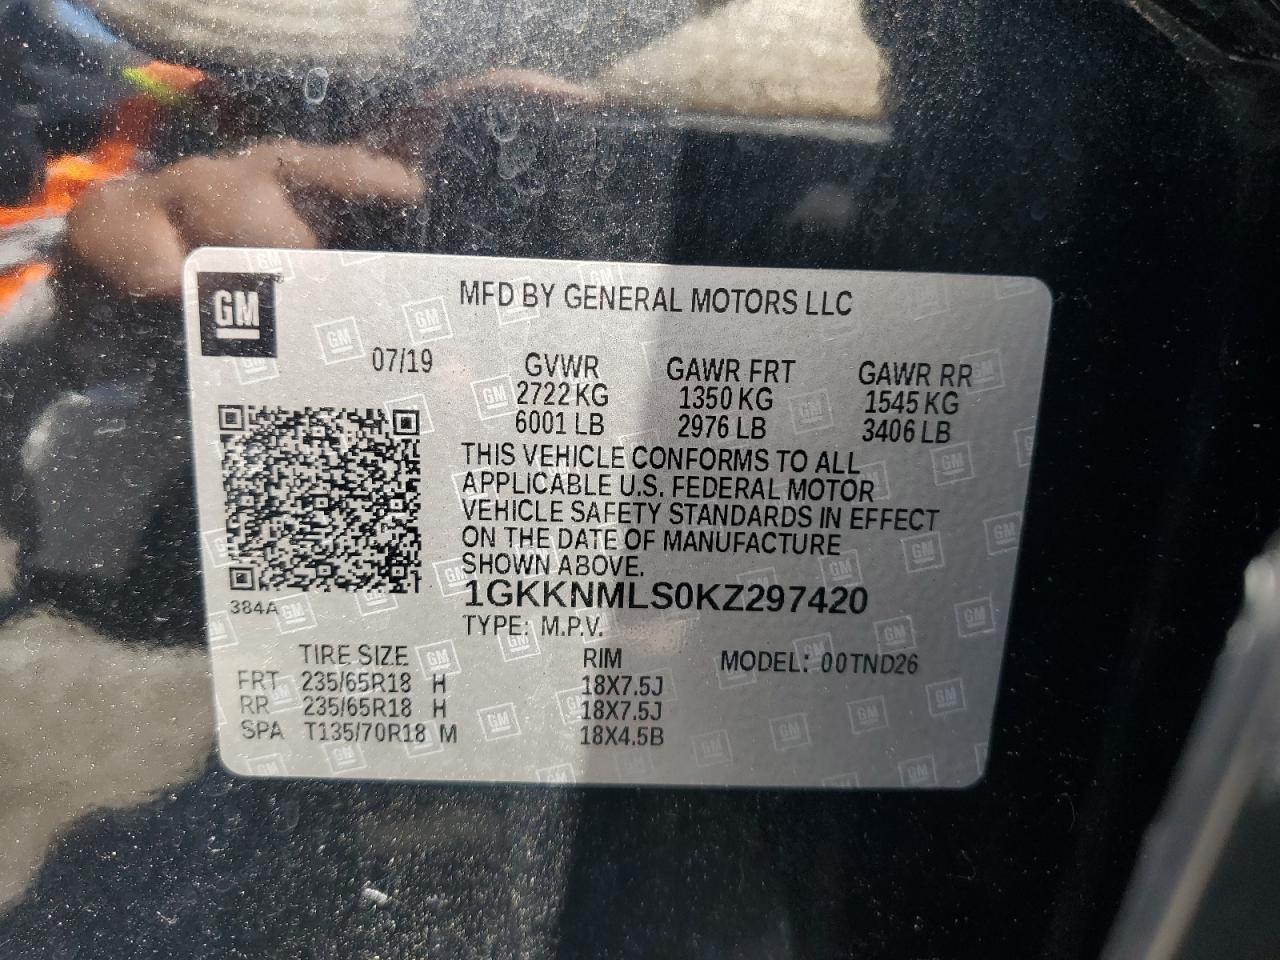 GM
MFD BY GENERAL MOTORS LLC
07/19 GVWR GAWR FRT GAWR RR
2722 KG 1350 KG 1545 KG
6001 LB 2976 LB 3406 LB
THIS VEHICLE CONFORMS TO ALL
APPLICABLE U.S. FEDERAL MOTOR
VEHICLE SAFETY STANDARDS IN EFFECT
ON THE DATE OF MANUFACTURE
SHOWN ABOVE.
384A
1GKKNMLS0KZ297420
TYPE: M.P.V.
TIRE SIZE RIM MODEL: 00TND26
FRT 235/65R18 H 18X7.5J
RR 235/65R18 H 18X7.5J
SPA T135/70R18 M 18X4.5B